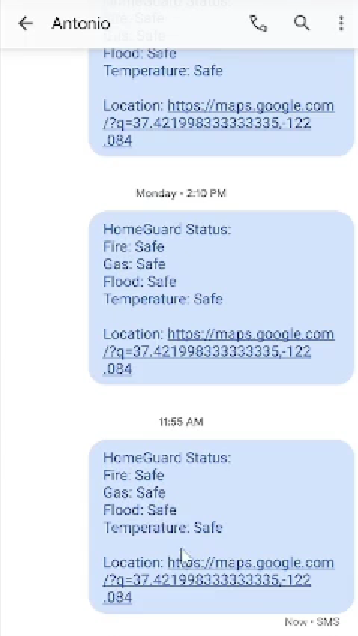 Antonio
Flood: Safe
Temperature: Safe
Location: https://maps.google.com
/?q=37.421998333333335,-122
.084
Monday • 2:10 PM
HomeGuard Status:
Fire: Safe
Gas: Safe
Flood: Safe
Temperature: Safe
Location: https://maps.google.com
/?q=37.421998333333335,-122
.084
11:55 AM
HomeGuard Status:
Fire: Safe
Gas: Safe
Flood: Safe
Temperature: Safe
Location: https://maps.google.com
/?q=37.421998333333335,-122
.084
Now • SMS